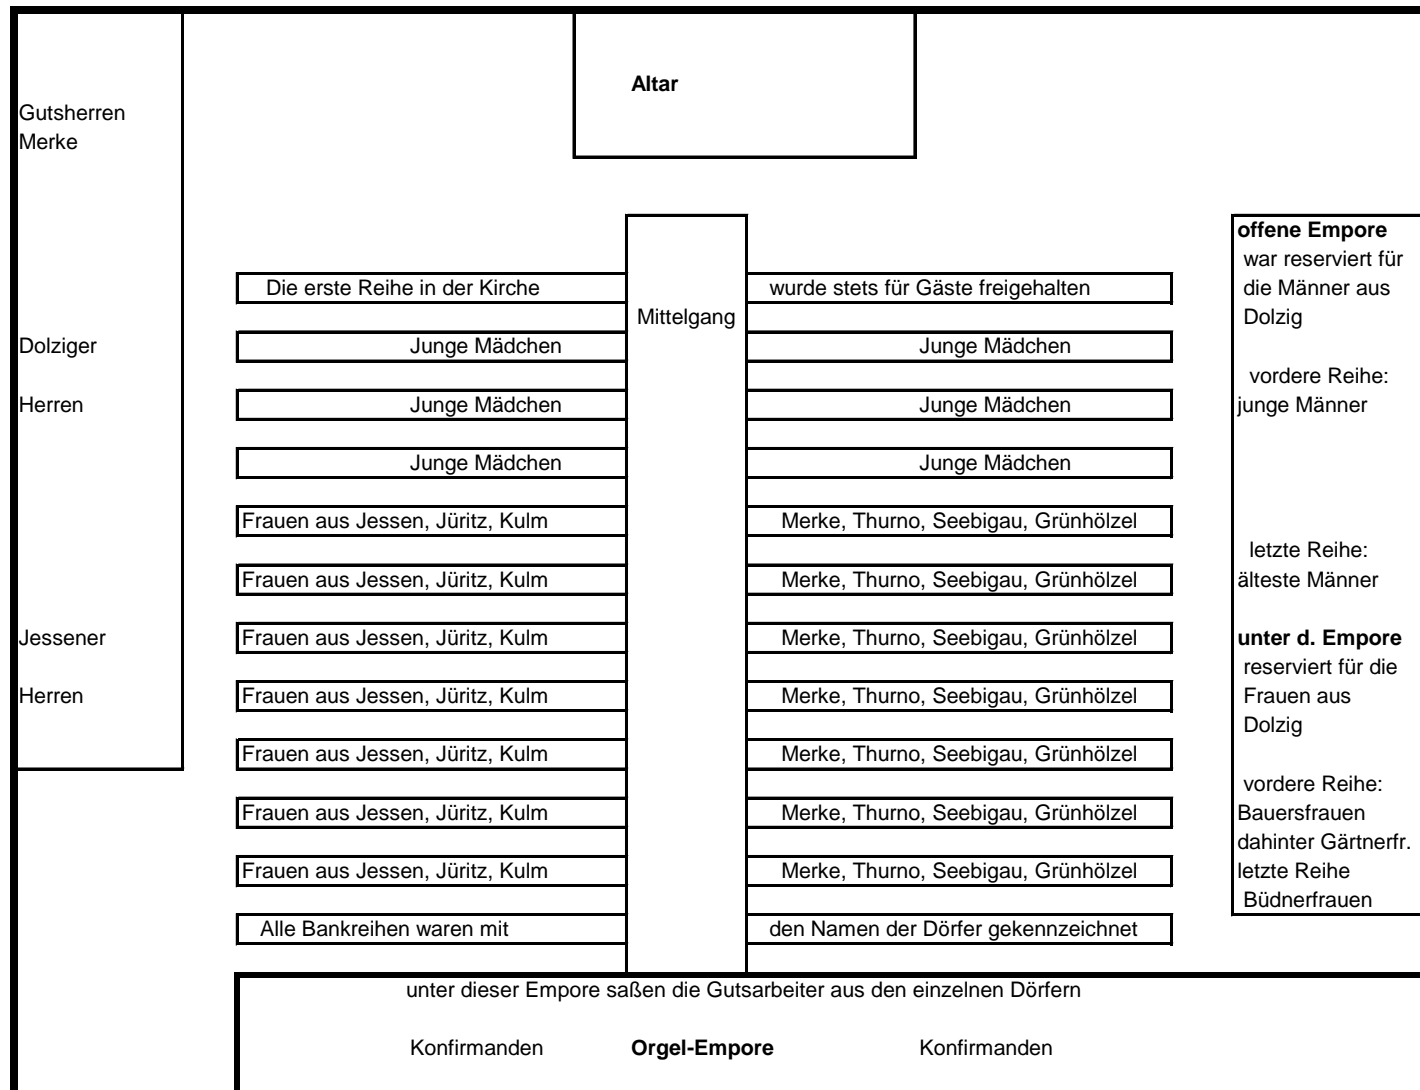 Altar
Gutsherren
Merke
offene Empore
war reserviert für
Die erste Reihe in der Kirche wurde stets für Gäste freigehalten die Männer aus
Mittelgang Dolzig
Dolziger Junge Mädchen Junge Mädchen
vordere Reihe:
Herren Junge Mädchen Junge Mädchen junge Männer
Junge Mädchen Junge Mädchen
Frauen aus Jessen, Jüritz, Kulm Merke, Thurno, Seebigau, Grünhölzel
letzte Reihe:
Frauen aus Jessen, Jüritz, Kulm Merke, Thurno, Seebigau, Grünhölzel älteste Männer
Jessener Frauen aus Jessen, Jüritz, Kulm Merke, Thurno, Seebigau, Grünhölzel unter d. Empore
reserviert für die
Herren Frauen aus Jessen, Jüritz, Kulm Merke, Thurno, Seebigau, Grünhölzel Frauen aus
Dolzig
Frauen aus Jessen, Jüritz, Kulm Merke, Thurno, Seebigau, Grünhölzel
vordere Reihe:
Frauen aus Jessen, Jüritz, Kulm Merke, Thurno, Seebigau, Grünhölzel Bauersfrauen
dahinter Gärtnerfr.
Frauen aus Jessen, Jüritz, Kulm Merke, Thurno, Seebigau, Grünhölzel letzte Reihe
Büdnerfrauen
Alle Bankreihen waren mit den Namen der Dörfer gekennzeichnet
unter dieser Empore saßen die Gutsarbeiter aus den einzelnen Dörfern
Konfirmanden Orgel-Empore Konfirmanden